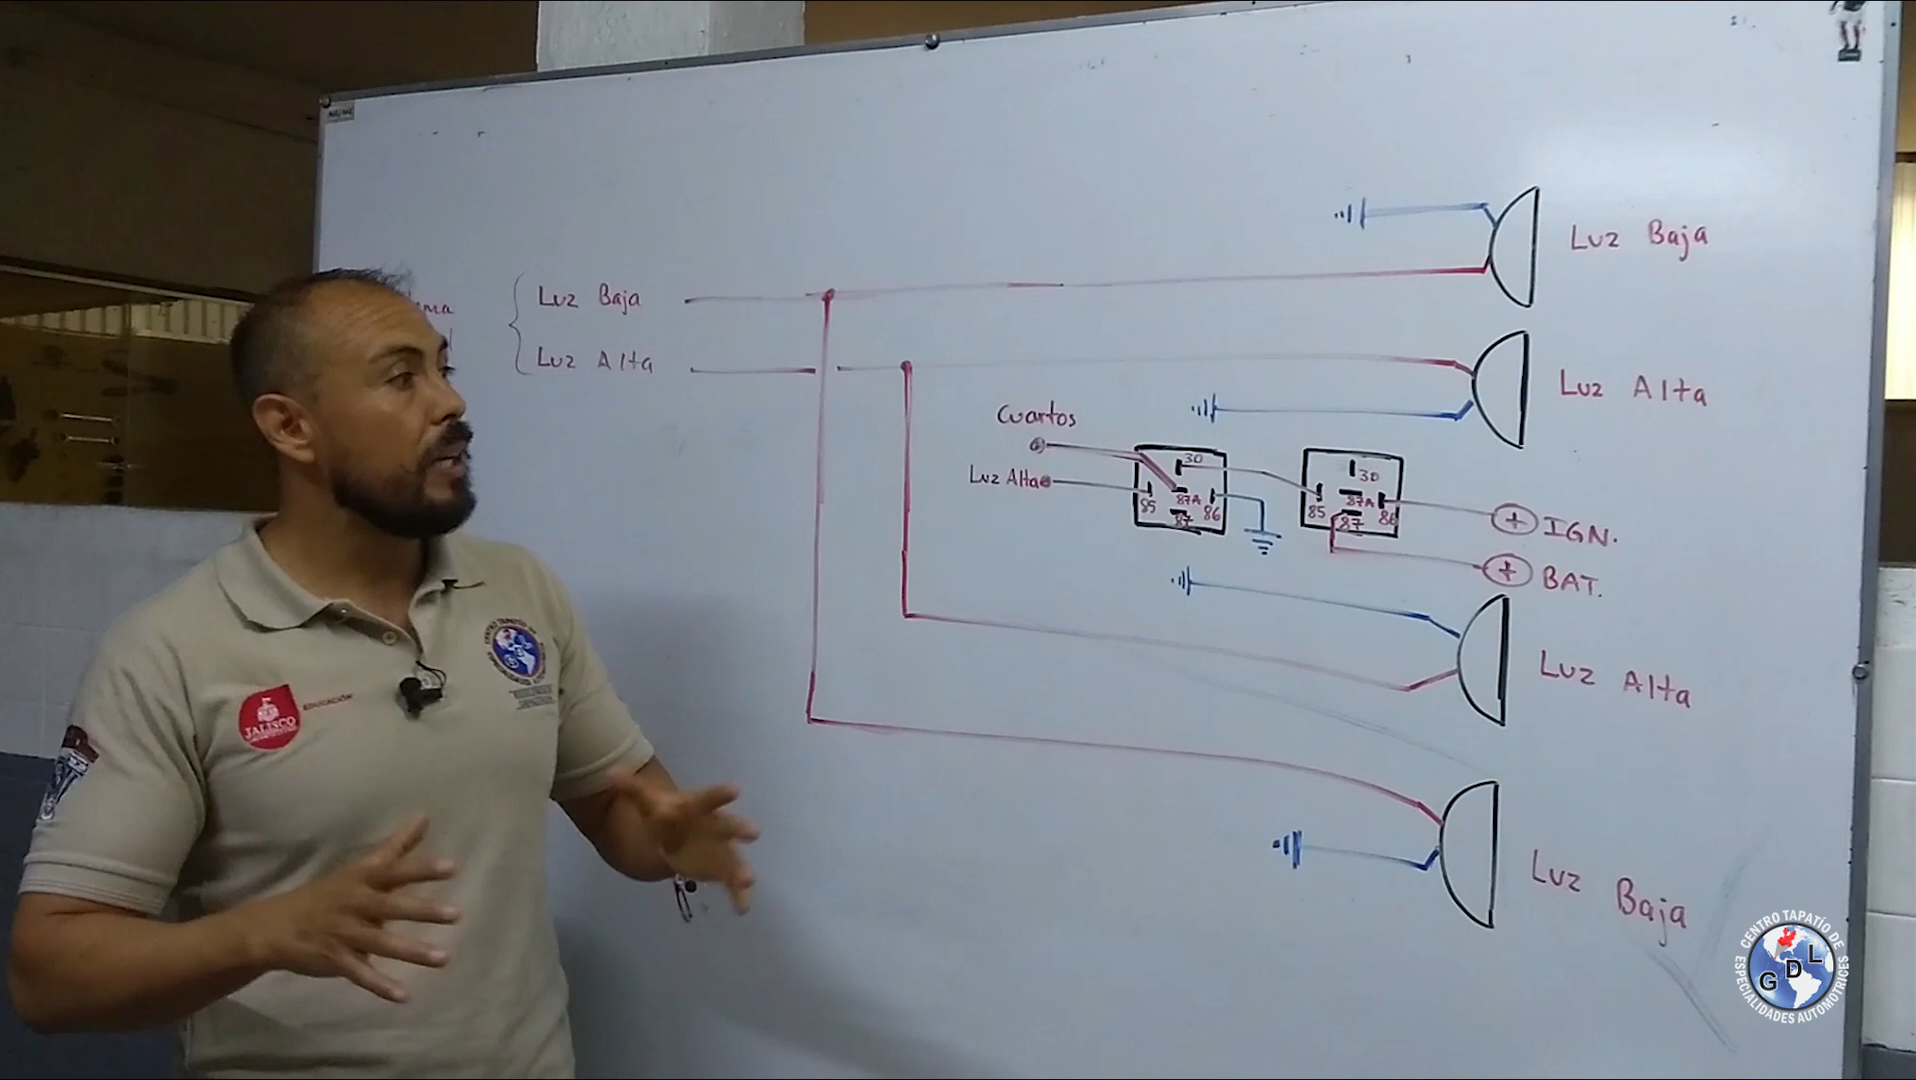 Luz Baja
Luz Baja
Luz Alta
Luz Alta
Cuartos
Luz Alta
30
87A
85
87
86
30
87A
85
87
86
+ IGN.
+ BAT.
Luz Alta
Luz Baja
JALISCO
EDUCACIÓN
CENTRO TAPATÍO DE
ESPECIALIDADES AUTOMOTRICES
GDL